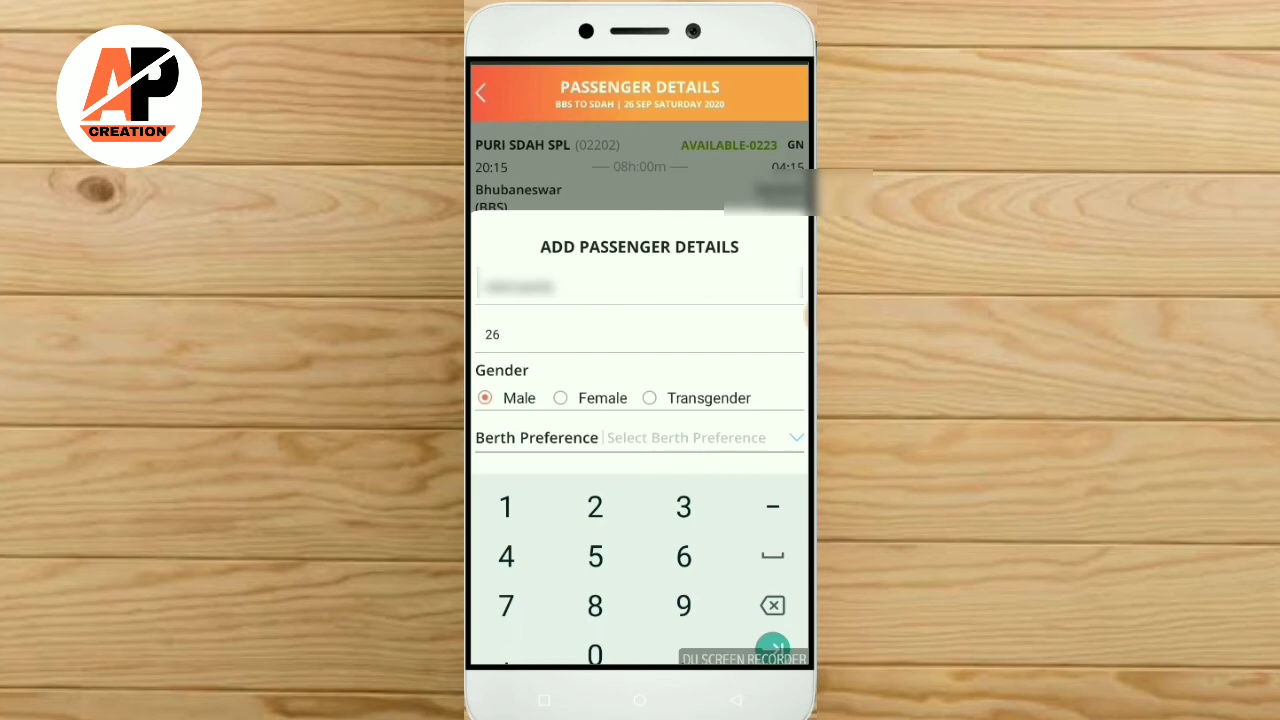 AP
CREATION
PASSENGER DETAILS
BBS TO SDAH | 26 SEP SATURDAY 2020
PURI SDAH SPL (02202) AVAILABLE-0223 GN
20:15 08h:00m 04:15
Bhubaneswar
(BBS)
ADD PASSENGER DETAILS
26
Gender
Male Female Transgender
Berth Preference Select Berth Preference
1 2 3 -
4 5 6
7 8 9
. 0
DU SCREEN RECORDER